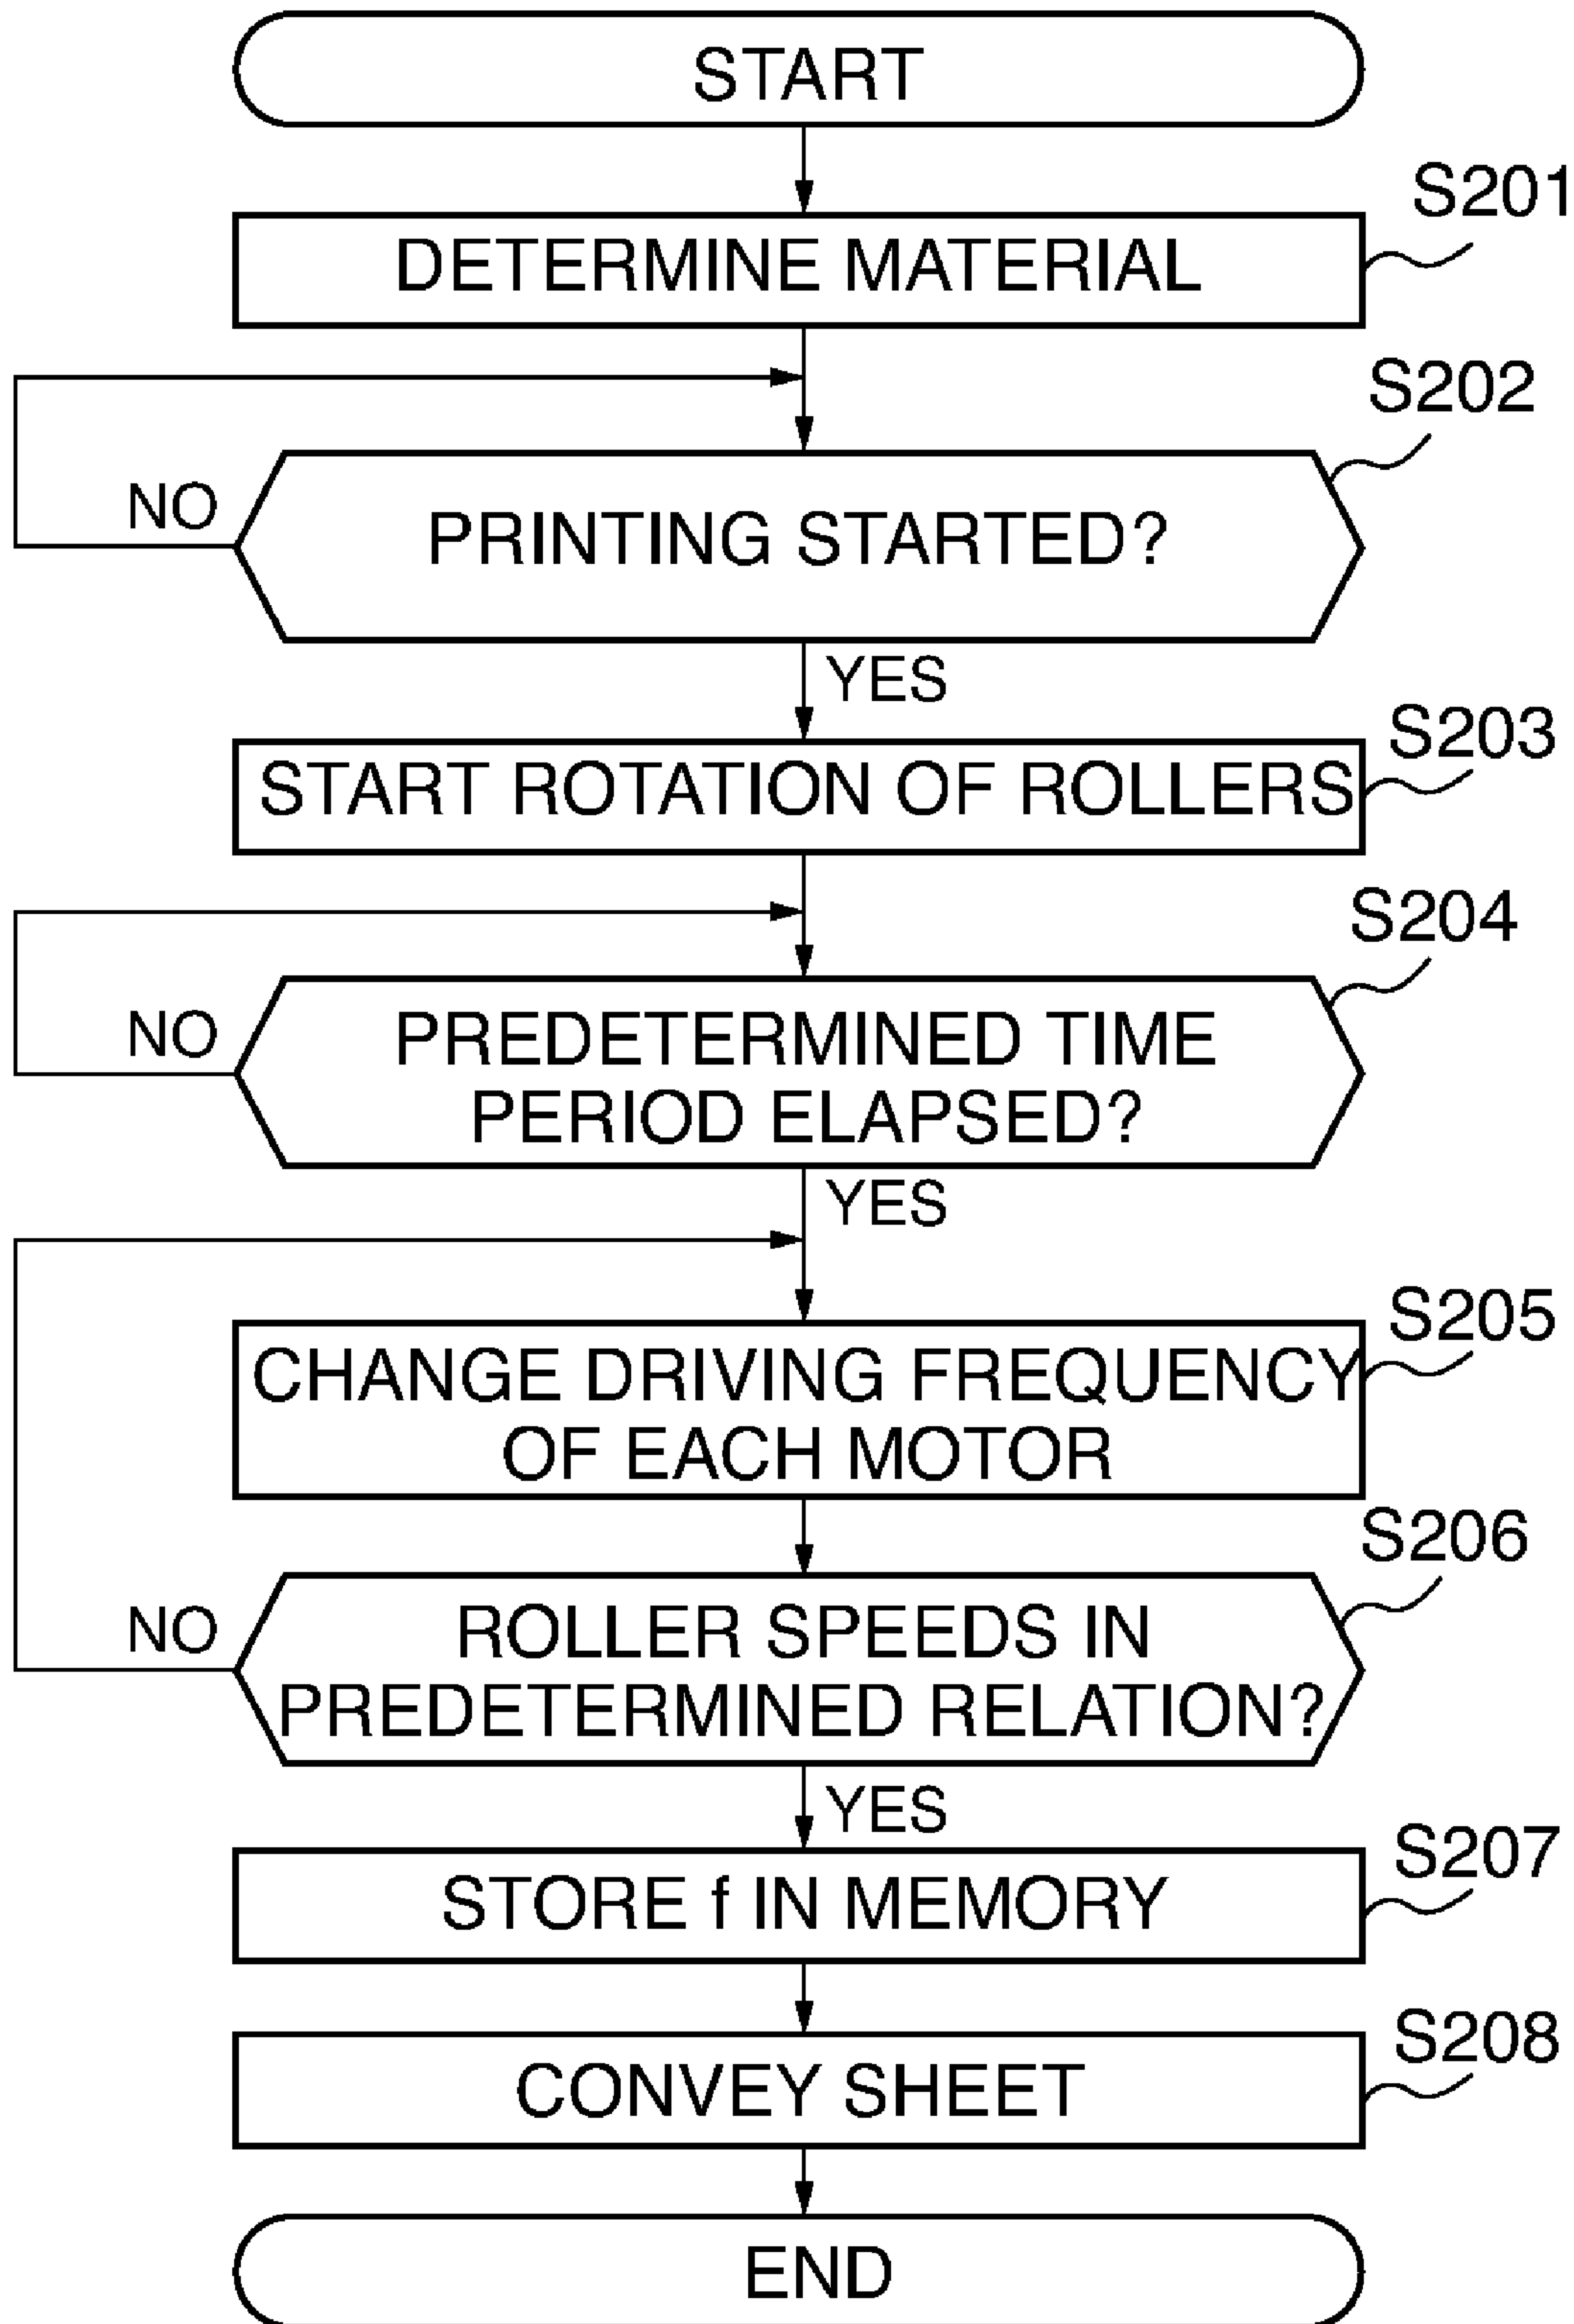 START
S201
DETERMINE MATERIAL
S202
NO
PRINTING STARTED?
YES
S203
START ROTATION OF ROLLERS
S204
NO
PREDETERMINED TIME
PERIOD ELAPSED?
YES
S205
CHANGE DRIVING FREQUENCY
OF EACH MOTOR
S206
NO
ROLLER SPEEDS IN
PREDETERMINED RELATION?
YES
S207
STORE f IN MEMORY
S208
CONVEY SHEET
END